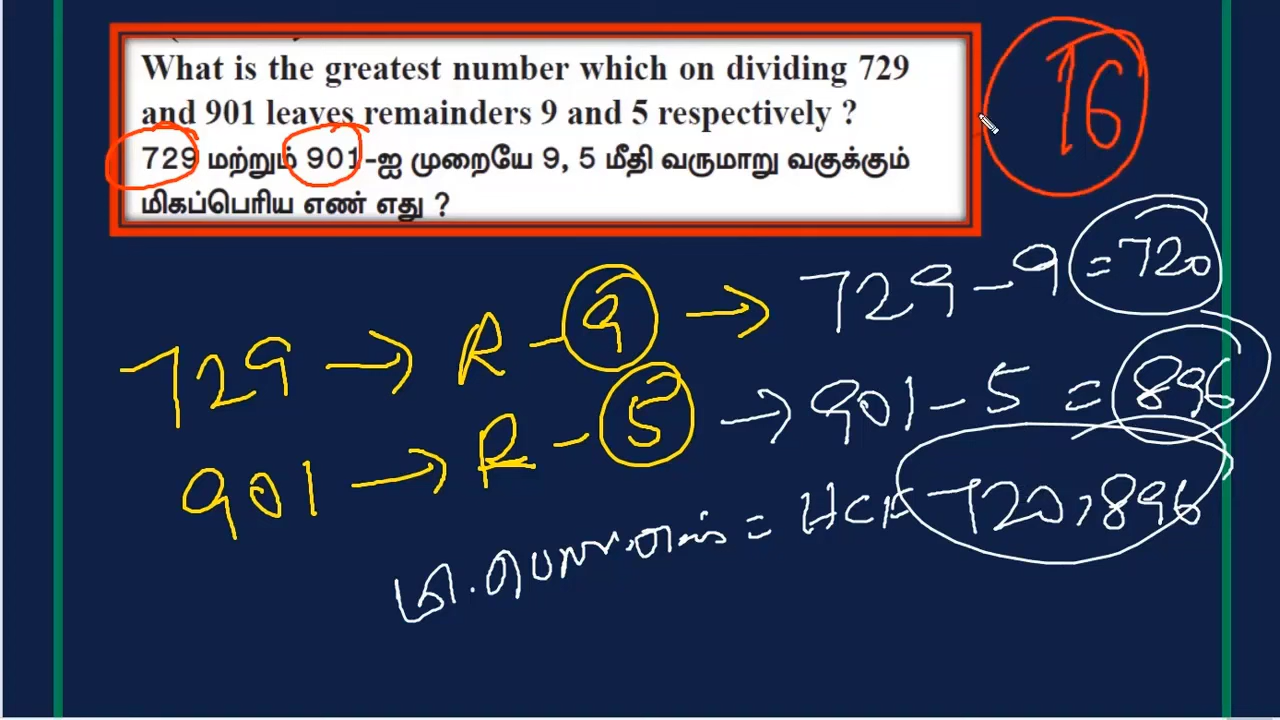 What is the greatest number which on dividing 729
and 901 leaves remainders 9 and 5 respectively ?
729 மற்றும் 901-ஐ முறையே 9, 5 மீதி வருமாறு வகுக்கும்
மிகப்பெரிய எண் எது ?
16
729 → R - 9 → 729 - 9 = 720
901 → R - 5 → 901 - 5 = 896
= HCF 720, 896